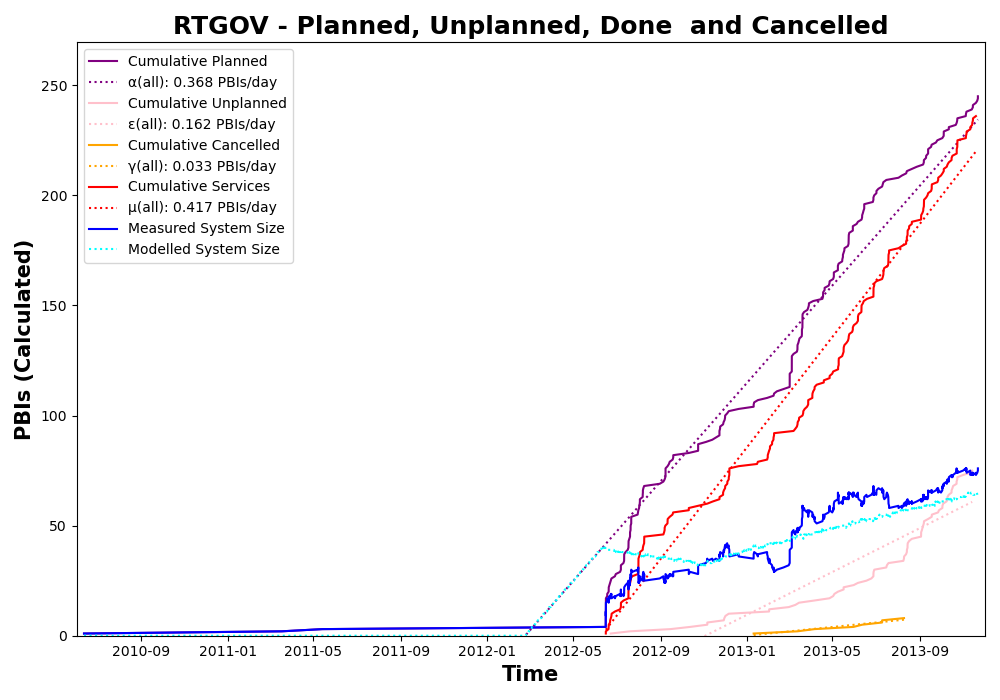 RTGOV - Planned, Unplanned, Done  and Cancelled
Cumulative Planned
α(all): 0.368 PBIs/day
Cumulative Unplanned
ε(all): 0.162 PBIs/day
Cumulative Cancelled
γ(all): 0.033 PBIs/day
Cumulative Services
μ(all): 0.417 PBIs/day
Measured System Size
Modelled System Size
PBIs (Calculated)
250
200
150
100
50
0
2010-09 2011-01 2011-05 2011-09 2012-01 2012-05 2012-09 2013-01 2013-05 2013-09
Time